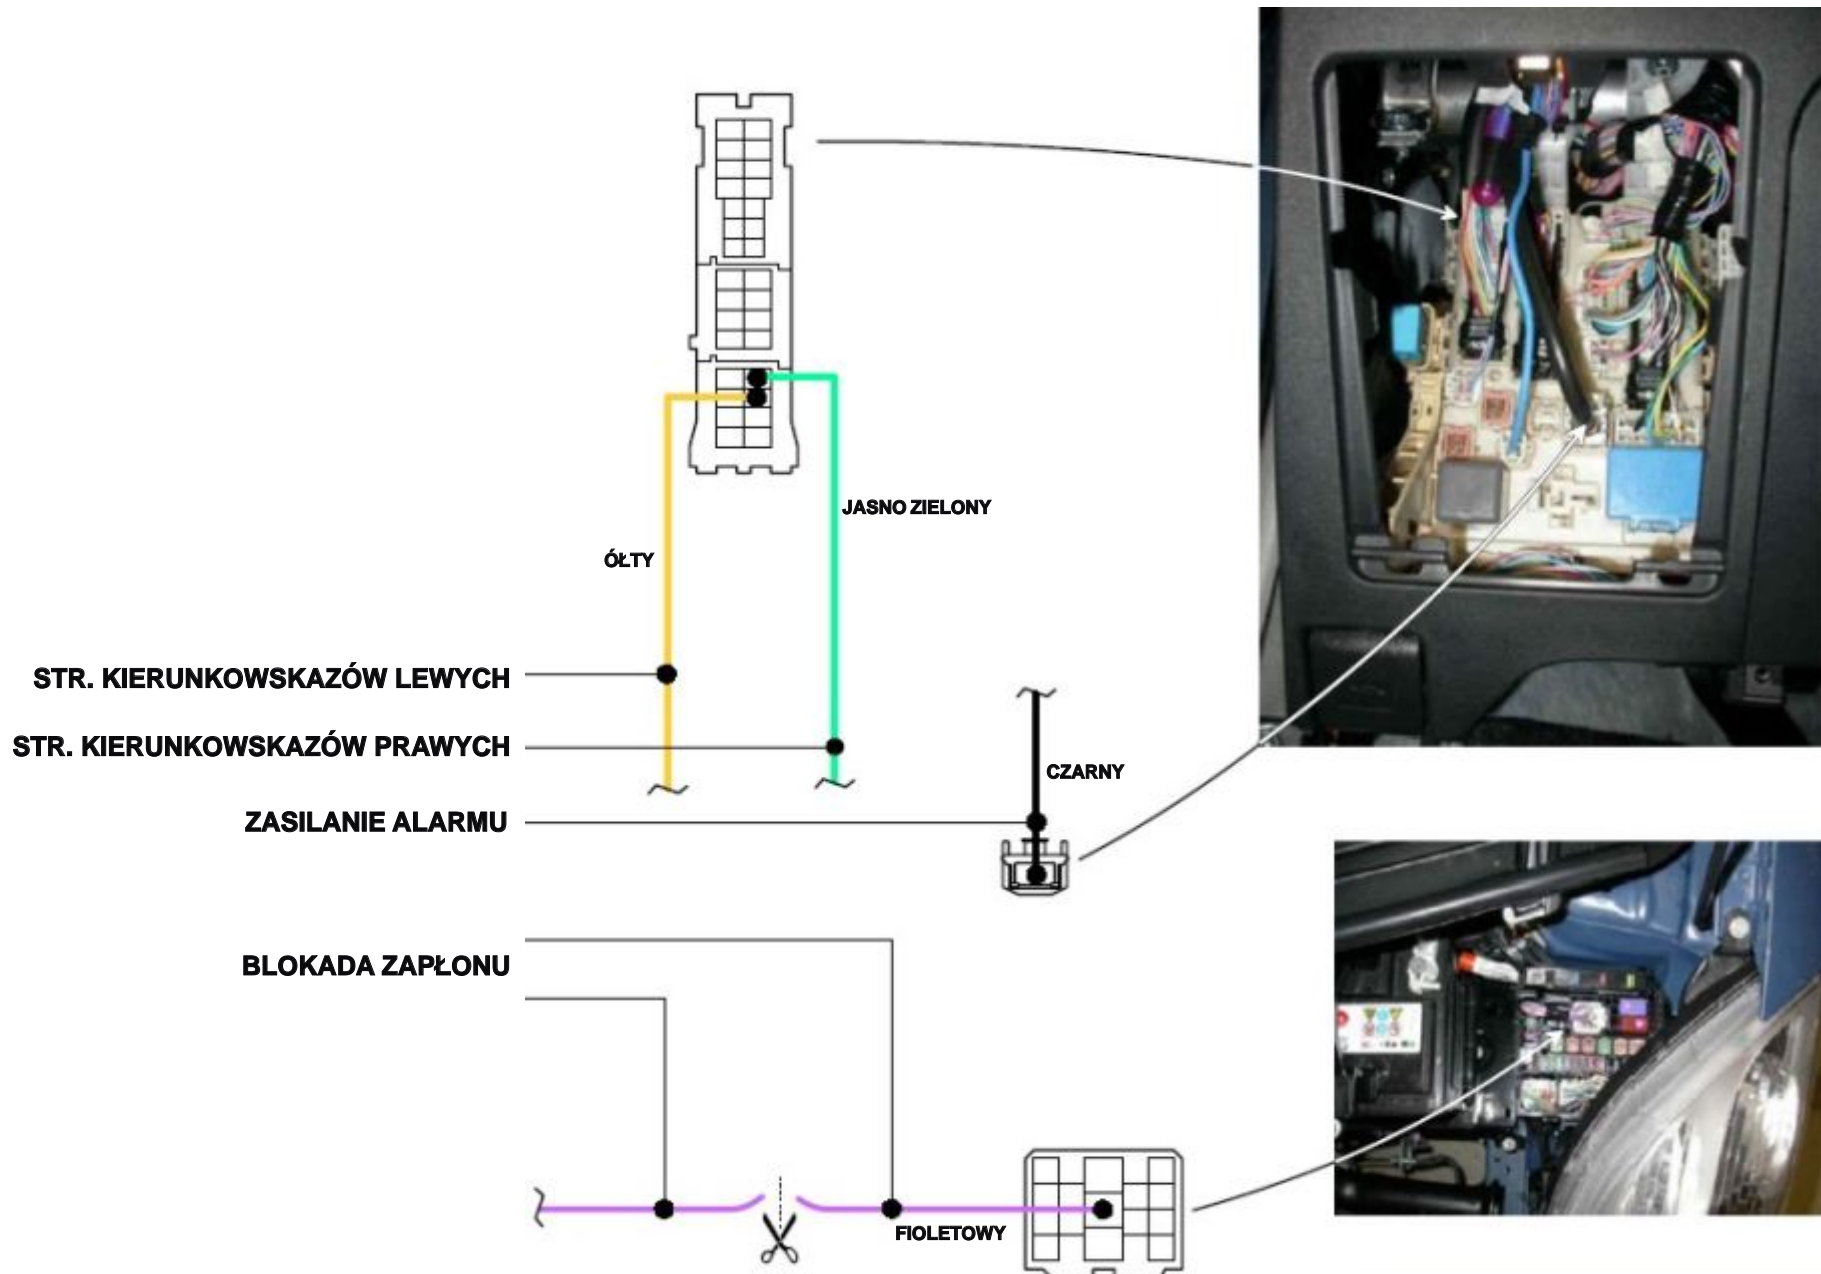 JASNO ZIELONY
ÓŁTY
STR. KIERUNKOWSKAZÓW LEWYCH
STR. KIERUNKOWSKAZÓW PRAWYCH
CZARNY
ZASILANIE ALARMU
BLOKADA ZAPŁONU
FIOLETOWY